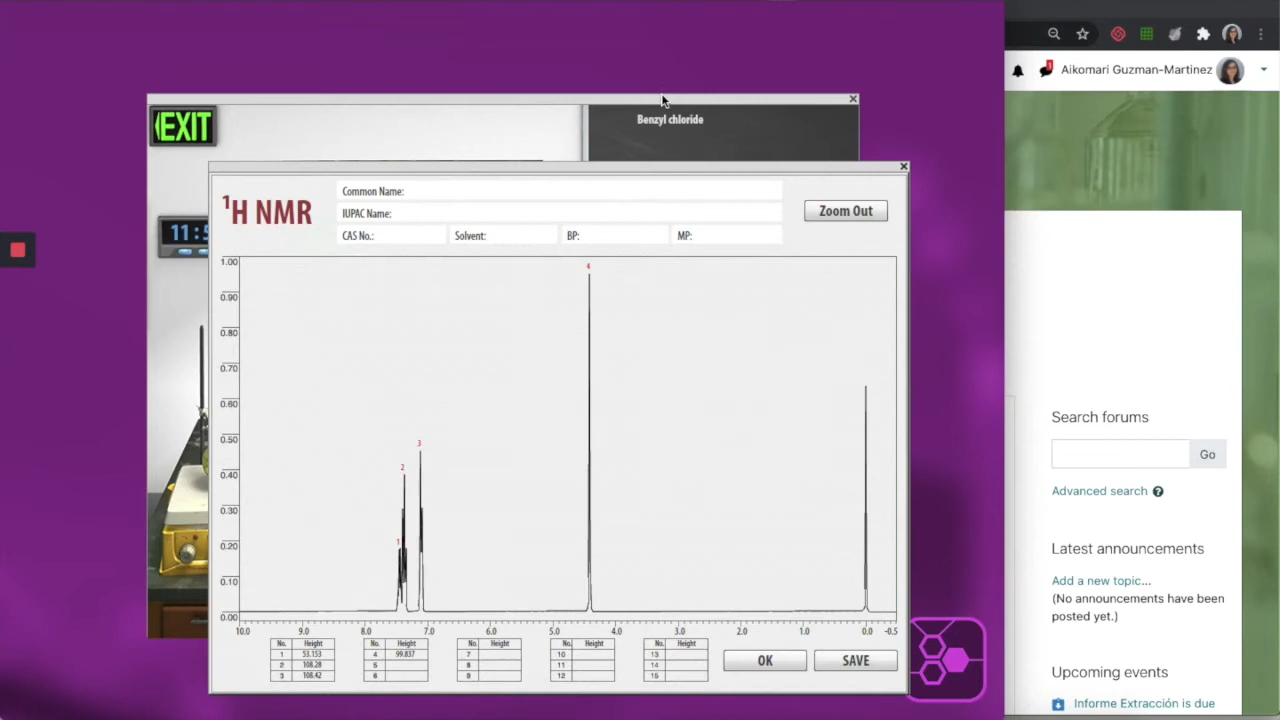 Aikomari Guzman-Martinez
Benzyl chloride
EXIT
¹H NMR
Common Name:
IUPAC Name:
CAS No.: Solvent: BP: MP:
Zoom Out
11:5
1.00
0.90
0.80
0.70
0.60
0.50
0.40
0.30
0.20
0.10
0.00
4
3
2
1
10.0 9.0 8.0 7.0 6.0 5.0 4.0 3.0 2.0 1.0 0.0 -0.5
No. Height No. Height No. Height No. Height No. Height
1 53.153 4 99.837 7 10 13
2 108.28 5 8 11 14
3 108.42 6 9 12 15
OK SAVE
Search forums
Go
Advanced search
Latest announcements
Add a new topic...
(No announcements have been
posted yet.)
Upcoming events
Informe Extracción is due